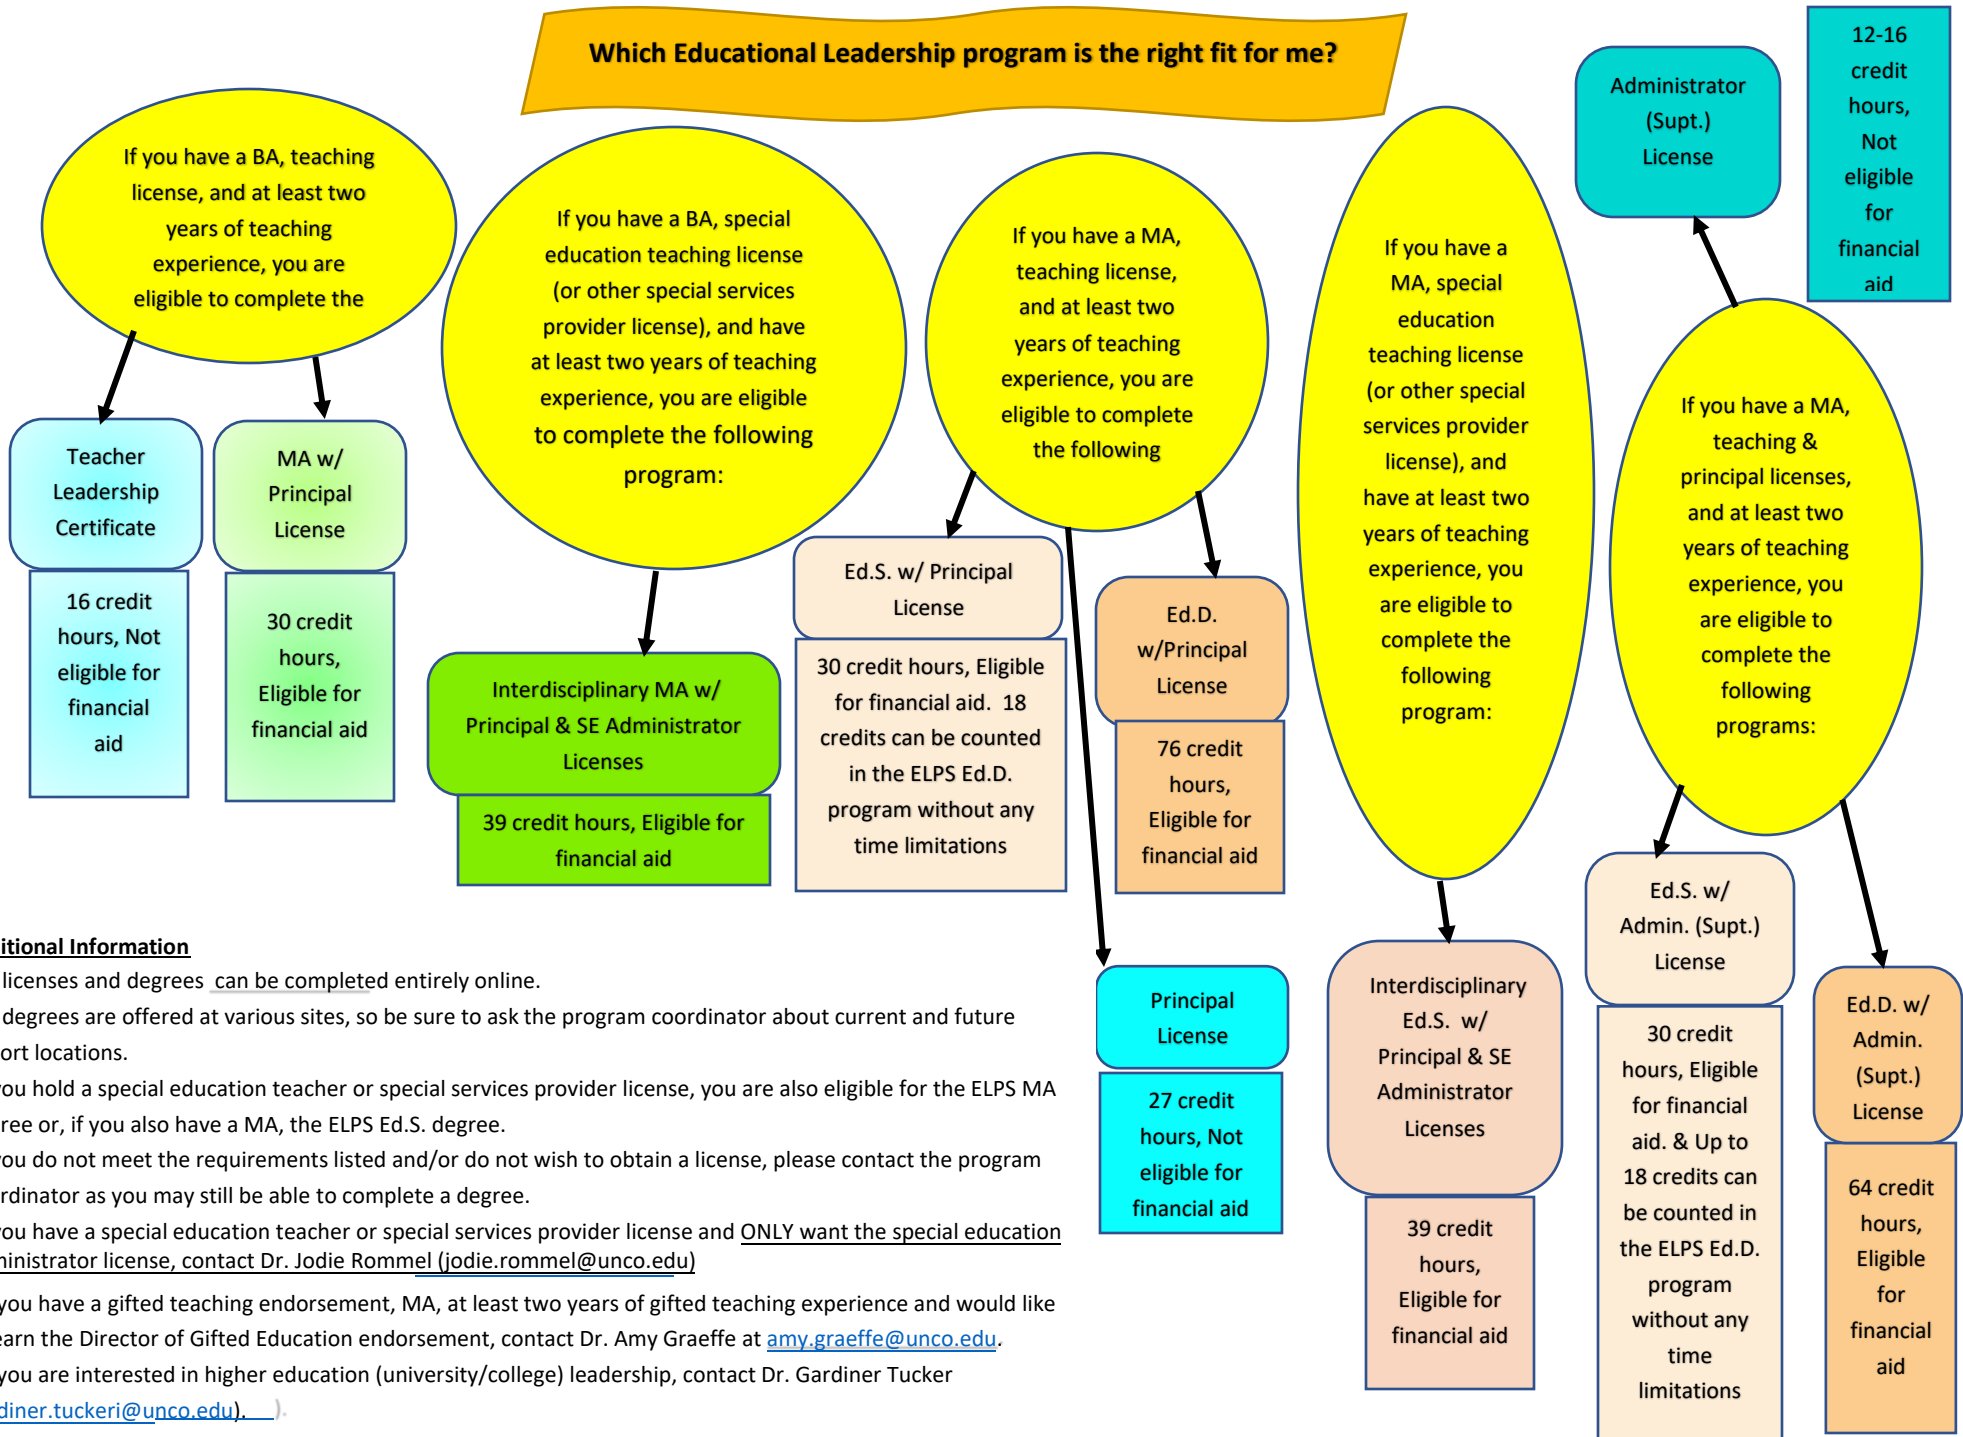 Which Educational Leadership program is the right fit for me?
If you have a BA, teaching
license, and at least two
years of teaching
experience, you are
eligible to complete the
Teacher
Leadership
Certificate
16 credit
hours, Not
eligible for
financial
aid
MA w/
Principal
License
30 credit
hours,
Eligible for
financial aid
If you have a BA, special
education teaching license
(or other special services
provider license), and have
at least two years of teaching
experience, you are eligible
to complete the following
program:
Interdisciplinary MA w/
Principal & SE Administrator
Licenses
39 credit hours, Eligible for
financial aid
If you have a MA,
teaching license,
and at least two
years of teaching
experience, you are
eligible to complete
the following
Ed.S. w/ Principal
License
30 credit hours, Eligible
for financial aid. 18
credits can be counted
in the ELPS Ed.D.
program without any
time limitations
Ed.D.
w/Principal
License
76 credit
hours,
Eligible for
financial aid
Principal
License
27 credit
hours, Not
eligible for
financial aid
If you have a
MA, special
education
teaching license
(or other special
services provider
license), and
have at least two
years of teaching
experience, you
are eligible to
complete the
following
program:
Interdisciplinary
Ed.S. w/
Principal & SE
Administrator
Licenses
39 credit
hours,
Eligible for
financial aid
Administrator
(Supt.)
License
12-16
credit
hours,
Not
eligible
for
financial
aid
If you have a MA,
teaching &
principal licenses,
and at least two
years of teaching
experience, you
are eligible to
complete the
following
programs:
Ed.S. w/
Admin. (Supt.)
License
30 credit
hours, Eligible
for financial
aid. & Up to
18 credits can
be counted in
the ELPS Ed.D.
program
without any
time
limitations
Ed.D. w/
Admin.
(Supt.)
License
64 credit
hours,
Eligible
for
financial
aid
itional Information
licenses and degrees can be completed entirely online.
degrees are offered at various sites, so be sure to ask the program coordinator about current and future
ort locations.
you hold a special education teacher or special services provider license, you are also eligible for the ELPS MA
ree or, if you also have a MA, the ELPS Ed.S. degree.
you do not meet the requirements listed and/or do not wish to obtain a license, please contact the program
rdinator as you may still be able to complete a degree.
you have a special education teacher or special services provider license and ONLY want the special education
ministrator license, contact Dr. Jodie Rommel (jodie.rommel@unco.edu)
you have a gifted teaching endorsement, MA, at least two years of gifted teaching experience and would like
earn the Director of Gifted Education endorsement, contact Dr. Amy Graeffe at amy.graeffe@unco.edu.
you are interested in higher education (university/college) leadership, contact Dr. Gardiner Tucker
diner.tuckeri@unco.edu). ).